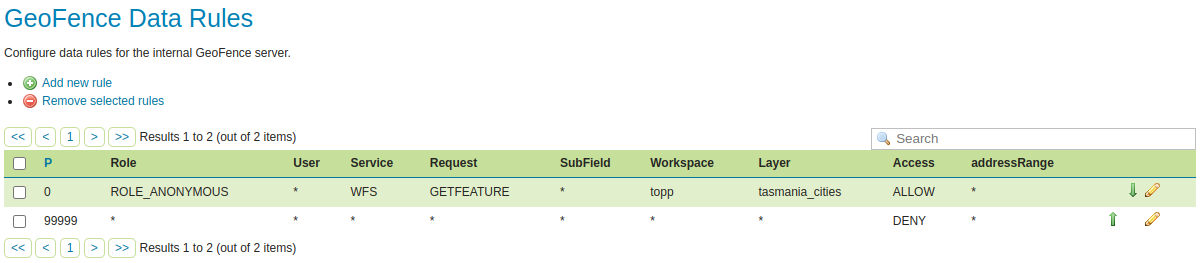 GeoFence Data Rules
Configure data rules for the internal GeoFence server.
Add new rule
Remove selected rules
<< < 1 > >> Results 1 to 2 (out of 2 items) Search
P Role User Service Request SubField Workspace Layer Access addressRange
0 ROLE_ANONYMOUS * WFS GETFEATURE * topp tasmania_cities ALLOW *
99999 * * * * * * * DENY *
<< < 1 > >> Results 1 to 2 (out of 2 items)